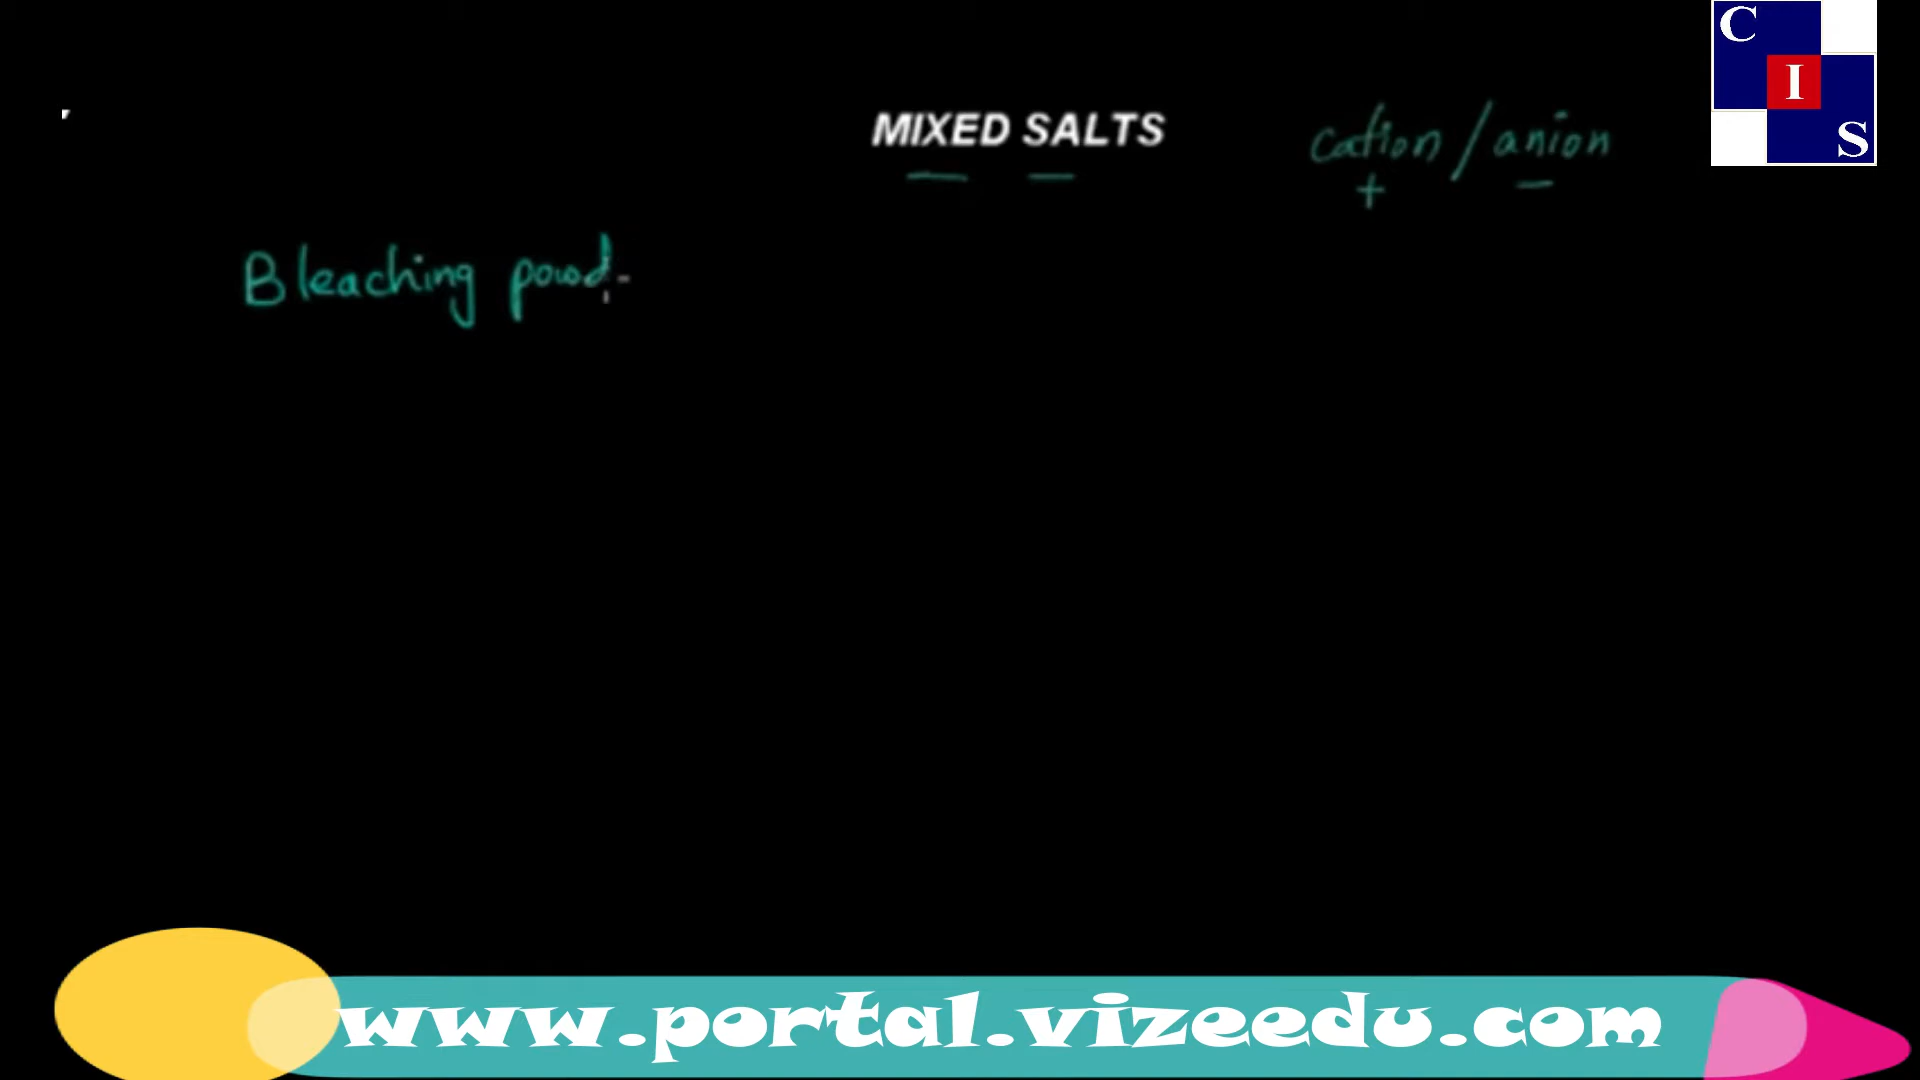 C
I
S
MIXED SALTS
cation / anion
+ −
Bleaching powd
www.portal.vizeedu.com